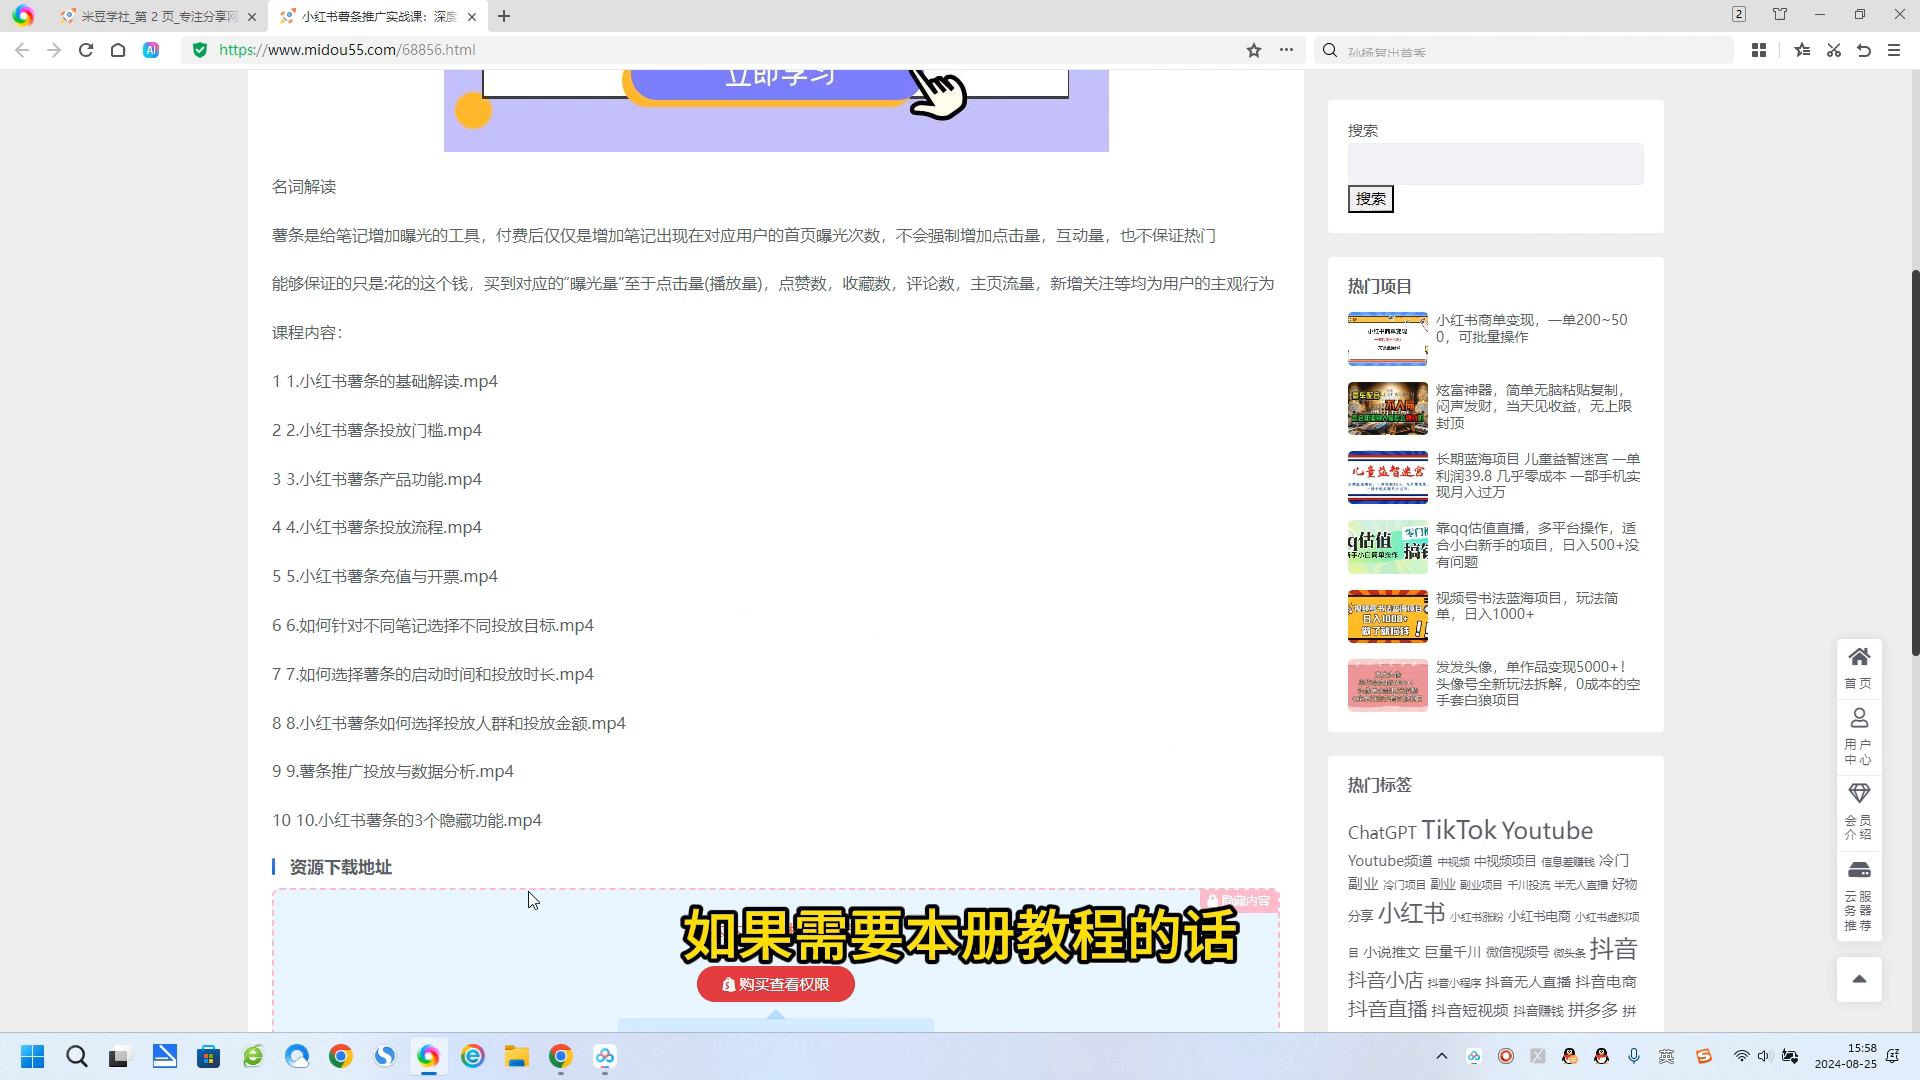 米豆学社_第 2 页_专注分享网
小红书薯条推广实战课：深度
2
AI
https://www.midou55.com/68856.html
立即学习
名词解读
薯条是给笔记增加曝光的工具，付费后仅仅是增加笔记出现在对应用户的首页曝光次数，不会强制增加点击量，互动量，也不保证热门
能够保证的只是:花的这个钱，买到对应的“曝光量”至于点击量(播放量)，点赞数，收藏数，评论数，主页流量，新增关注等均为用户的主观行为
课程内容：
1 1.小红书薯条的基础解读.mp4
2 2.小红书薯条投放门槛.mp4
3 3.小红书薯条产品功能.mp4
4 4.小红书薯条投放流程.mp4
5 5.小红书薯条充值与开票.mp4
6 6.如何针对不同笔记选择不同投放目标.mp4
7 7.如何选择薯条的启动时间和投放时长.mp4
8 8.小红书薯条如何选择投放人群和投放金额.mp4
9 9.薯条推广投放与数据分析.mp4
10 10.小红书薯条的3个隐藏功能.mp4
资源下载地址
隐藏内容
如果需要本册教程的话
购买查看权限
搜索
搜索
热门项目
小红书商单变现，一单200~50
0，可批量操作
炫富神器，简单无脑粘贴复制，
闷声发财，当天见收益，无上限
封顶
儿童益智迷宫
长期蓝海项目 儿童益智迷宫 一单
利润39.8 几乎零成本 一部手机实
现月入过万
靠qq估值直播，多平台操作，适
合小白新手的项目，日入500+没
有问题
日入1000+
视频号书法蓝海项目，玩法简
单，日入1000+
发发头像，单作品变现5000+！
头像号全新玩法拆解，0成本的空
手套白狼项目
热门标签
ChatGPT TikTok Youtube
Youtube频道 中视频 中视频项目 信息差赚钱 冷门
副业 冷门项目 副业 副业项目 千川投流 半无人直播 好物
分享 小红书 小红书涨粉 小红书电商 小红书虚拟项
目 小说推文 巨量千川 微信视频号 微头条 抖音
抖音小店 抖音小程序 抖音无人直播 抖音电商
抖音直播 抖音短视频 抖音赚钱 拼多多 拼
首页
用户
中心
会员
介绍
云服
务器
推荐
英
15:58
2024-08-25